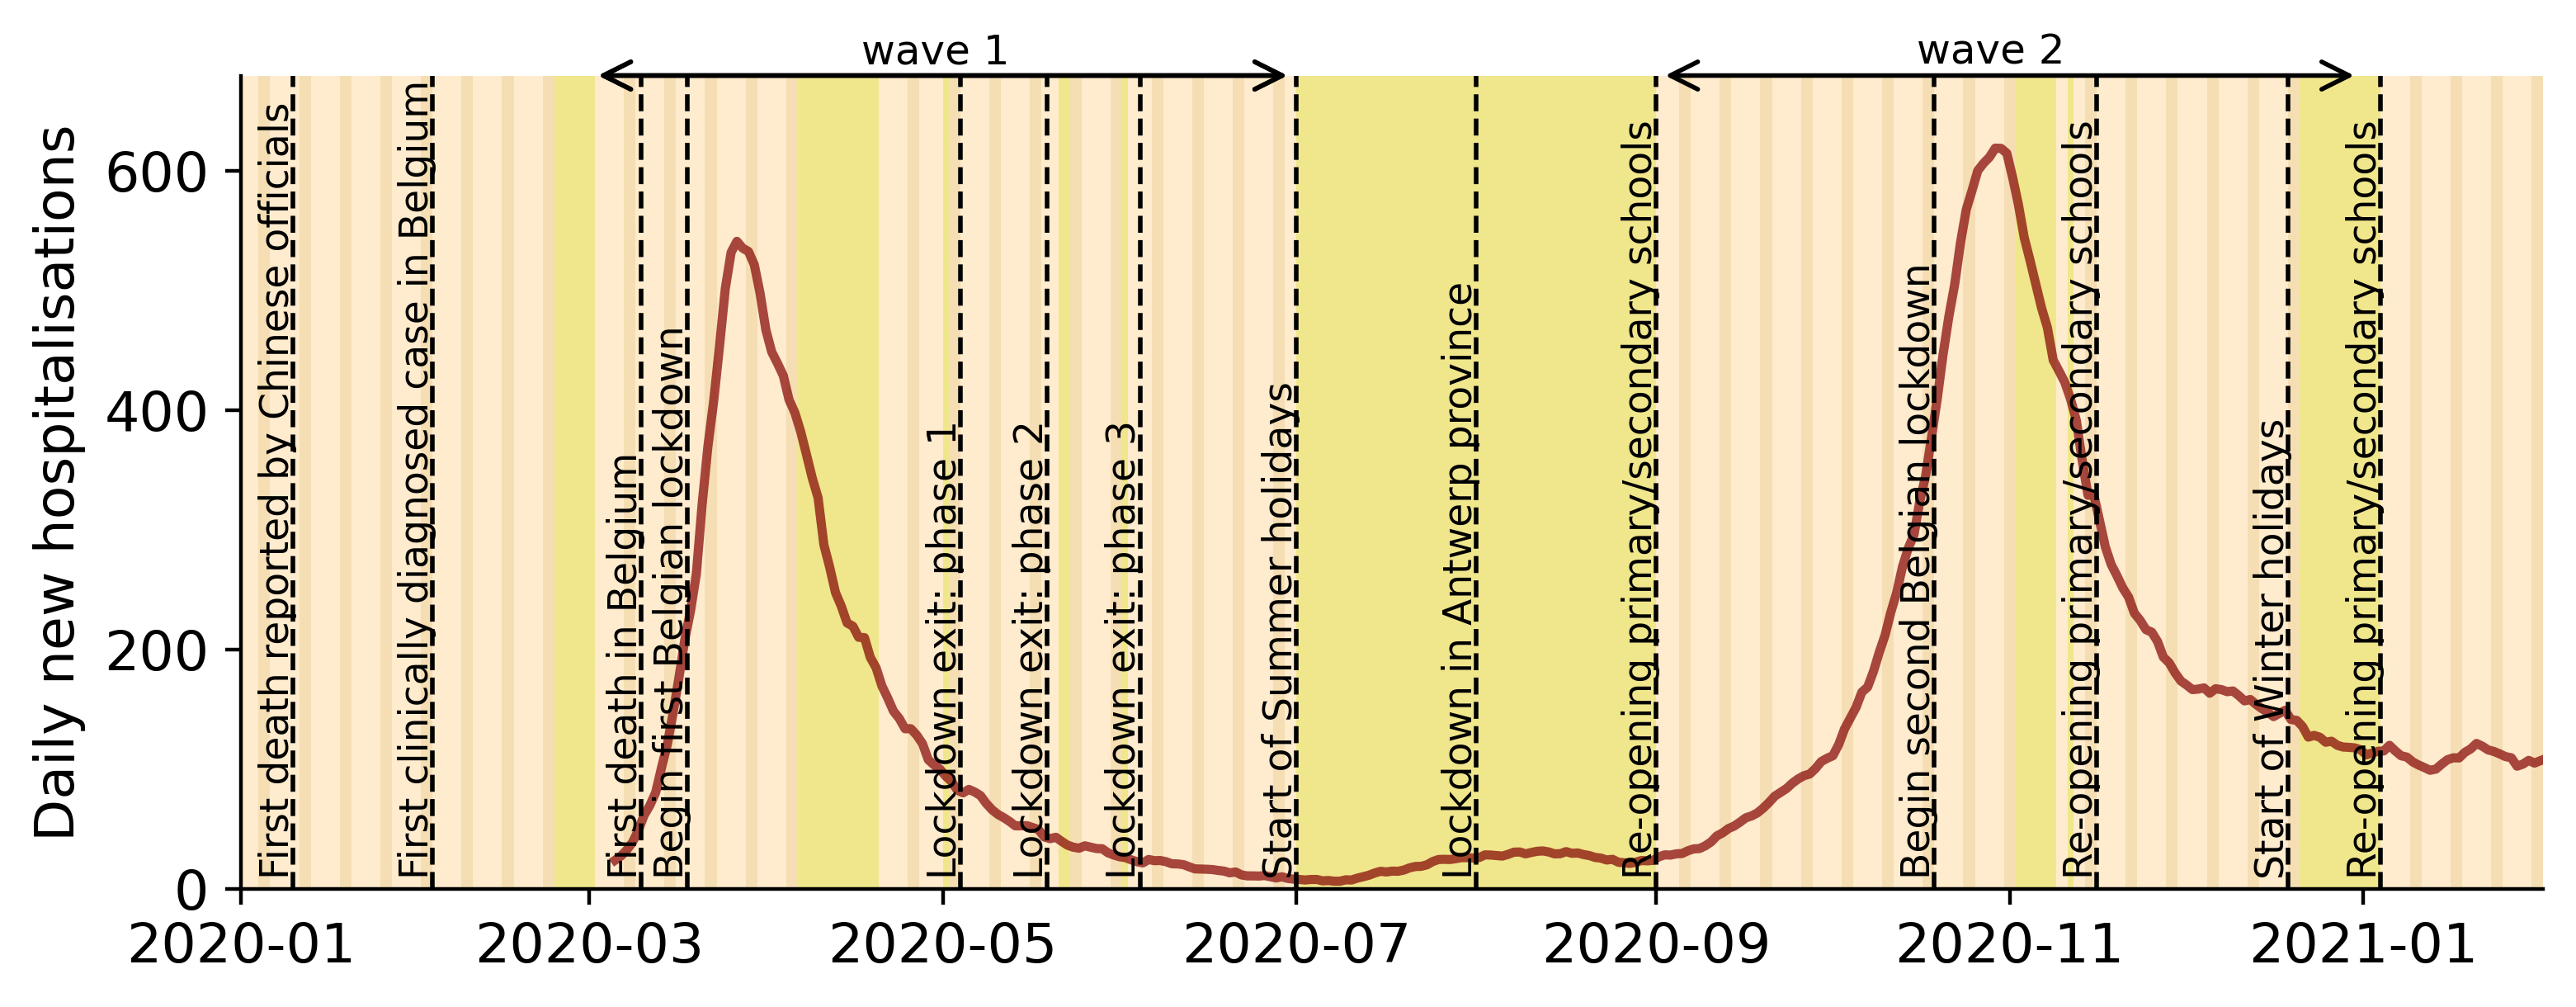 wave 1
wave 2
Daily new hospitalisations
600
400
200
0
First death reported by Chinese officials
First clinically diagnosed case in Belgium
First death in Belgium
Begin first Belgian lockdown
Lockdown exit: phase 1
Lockdown exit: phase 2
Lockdown exit: phase 3
Start of Summer holidays
Lockdown in Antwerp province
Re-opening primary/secondary schools
Begin second Belgian lockdown
Re-opening primary/secondary schools
Start of Winter holidays
Re-opening primary/secondary schools
2020-01
2020-03
2020-05
2020-07
2020-09
2020-11
2021-01